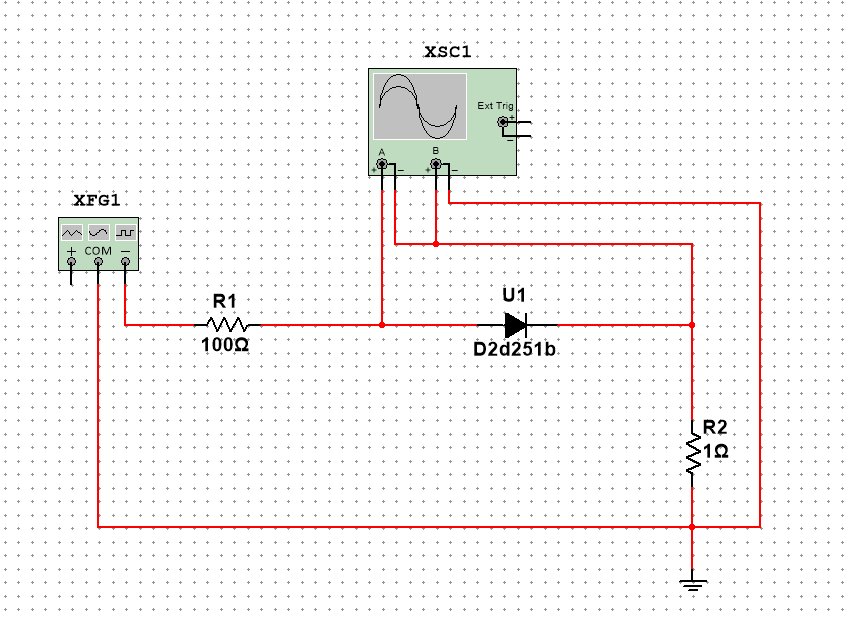 XSC1
Ext Trig
+
−
A
B
+ − + −
XFG1
+ COM −
R1
100Ω
U1
D2d251b
R2
1Ω